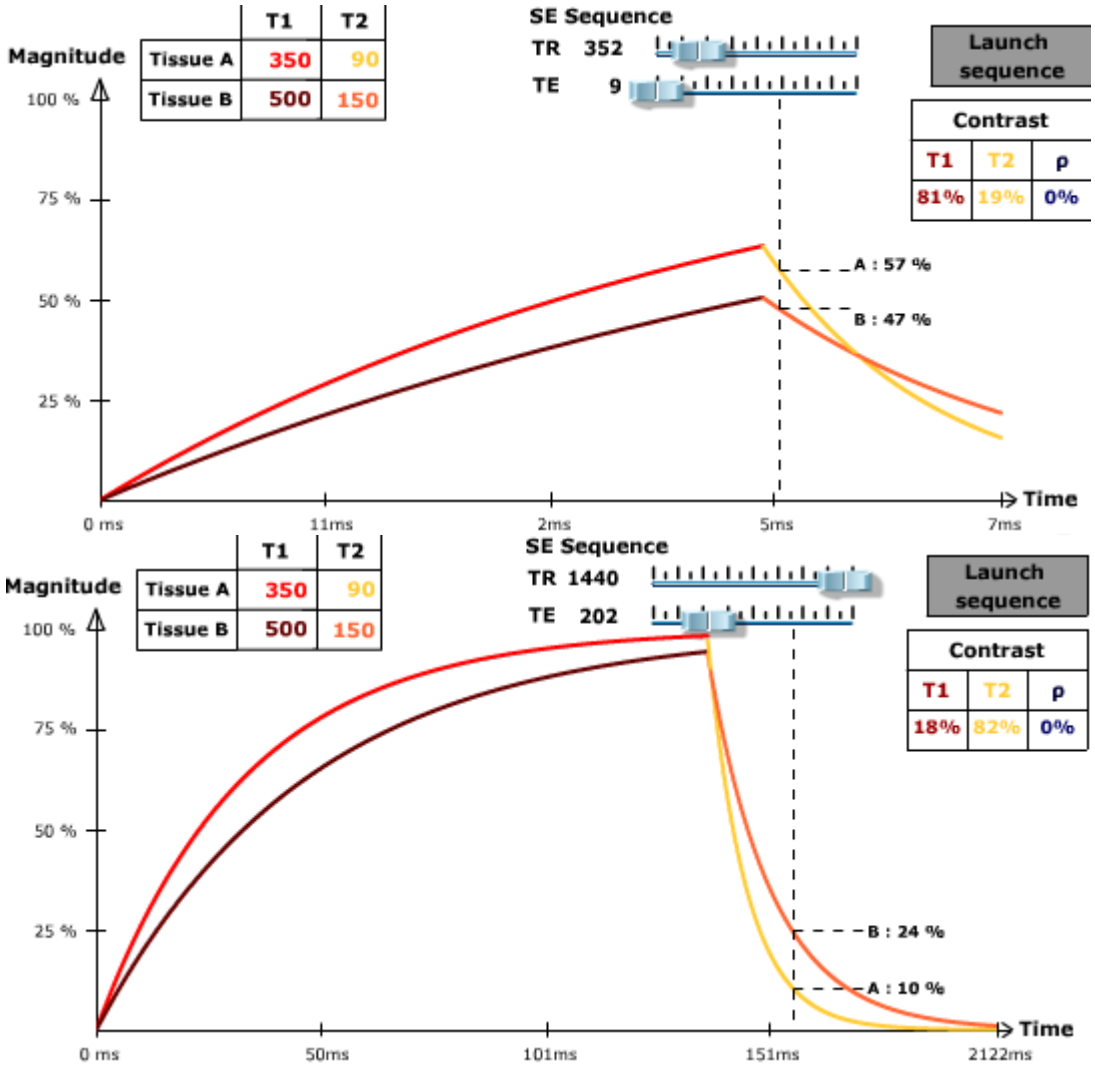 T1 T2
Tissue A 350 90
Tissue B 500 150
SE Sequence
TR 352
TE 9
Launch
sequence
Contrast
T1 T2 ρ
81% 19% 0%
Magnitude
100 %
75 %
50 %
25 %
A : 57 %
B : 47 %
0 ms 11ms 2ms 5ms 7ms
Time
T1 T2
Tissue A 350 90
Tissue B 500 150
SE Sequence
TR 1440
TE 202
Launch
sequence
Contrast
T1 T2 ρ
18% 82% 0%
Magnitude
100 %
75 %
50 %
25 %
B : 24 %
A : 10 %
0 ms 50ms 101ms 151ms 2122ms
Time